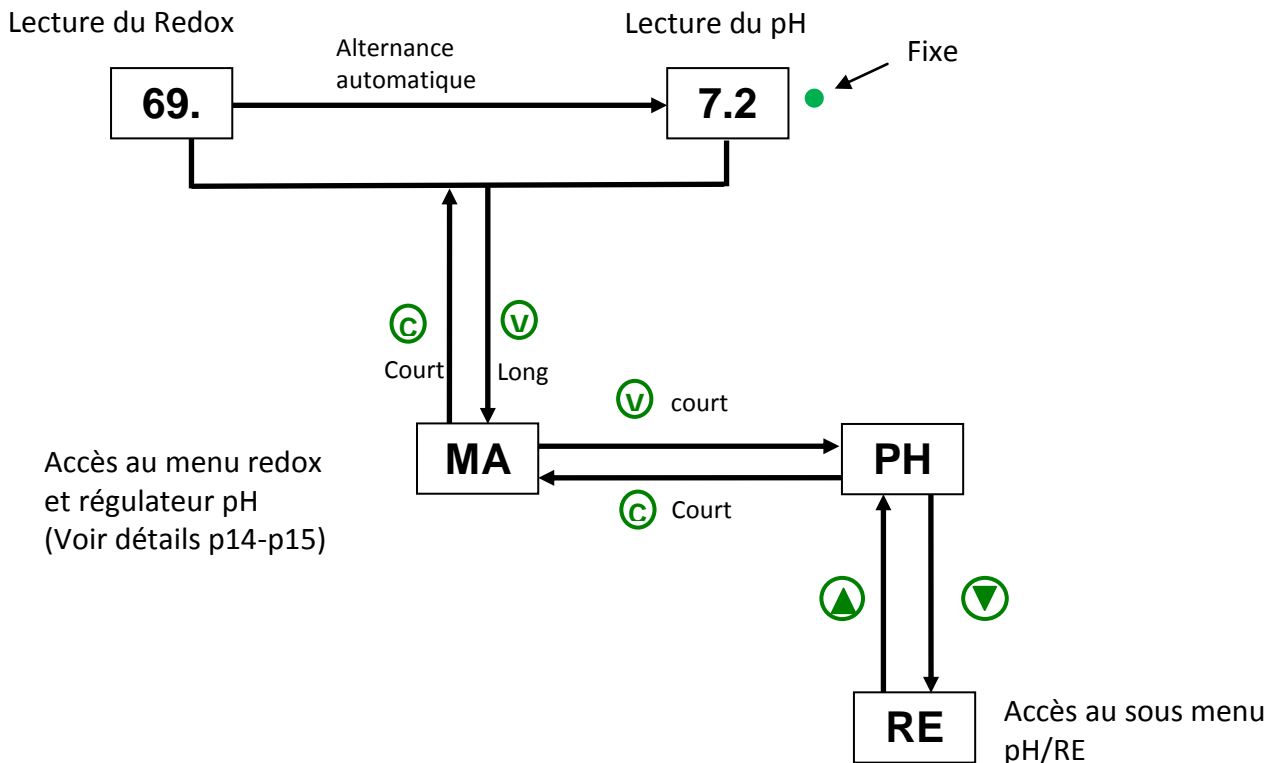 Lecture du Redox
Lecture du pH
Alternance
automatique
Fixe
69.
7.2
C
V
Court
Long
V court
MA
PH
Accès au menu redox
et régulateur pH
(Voir détails p14-p15)
C Court
RE
Accès au sous menu
pH/RE